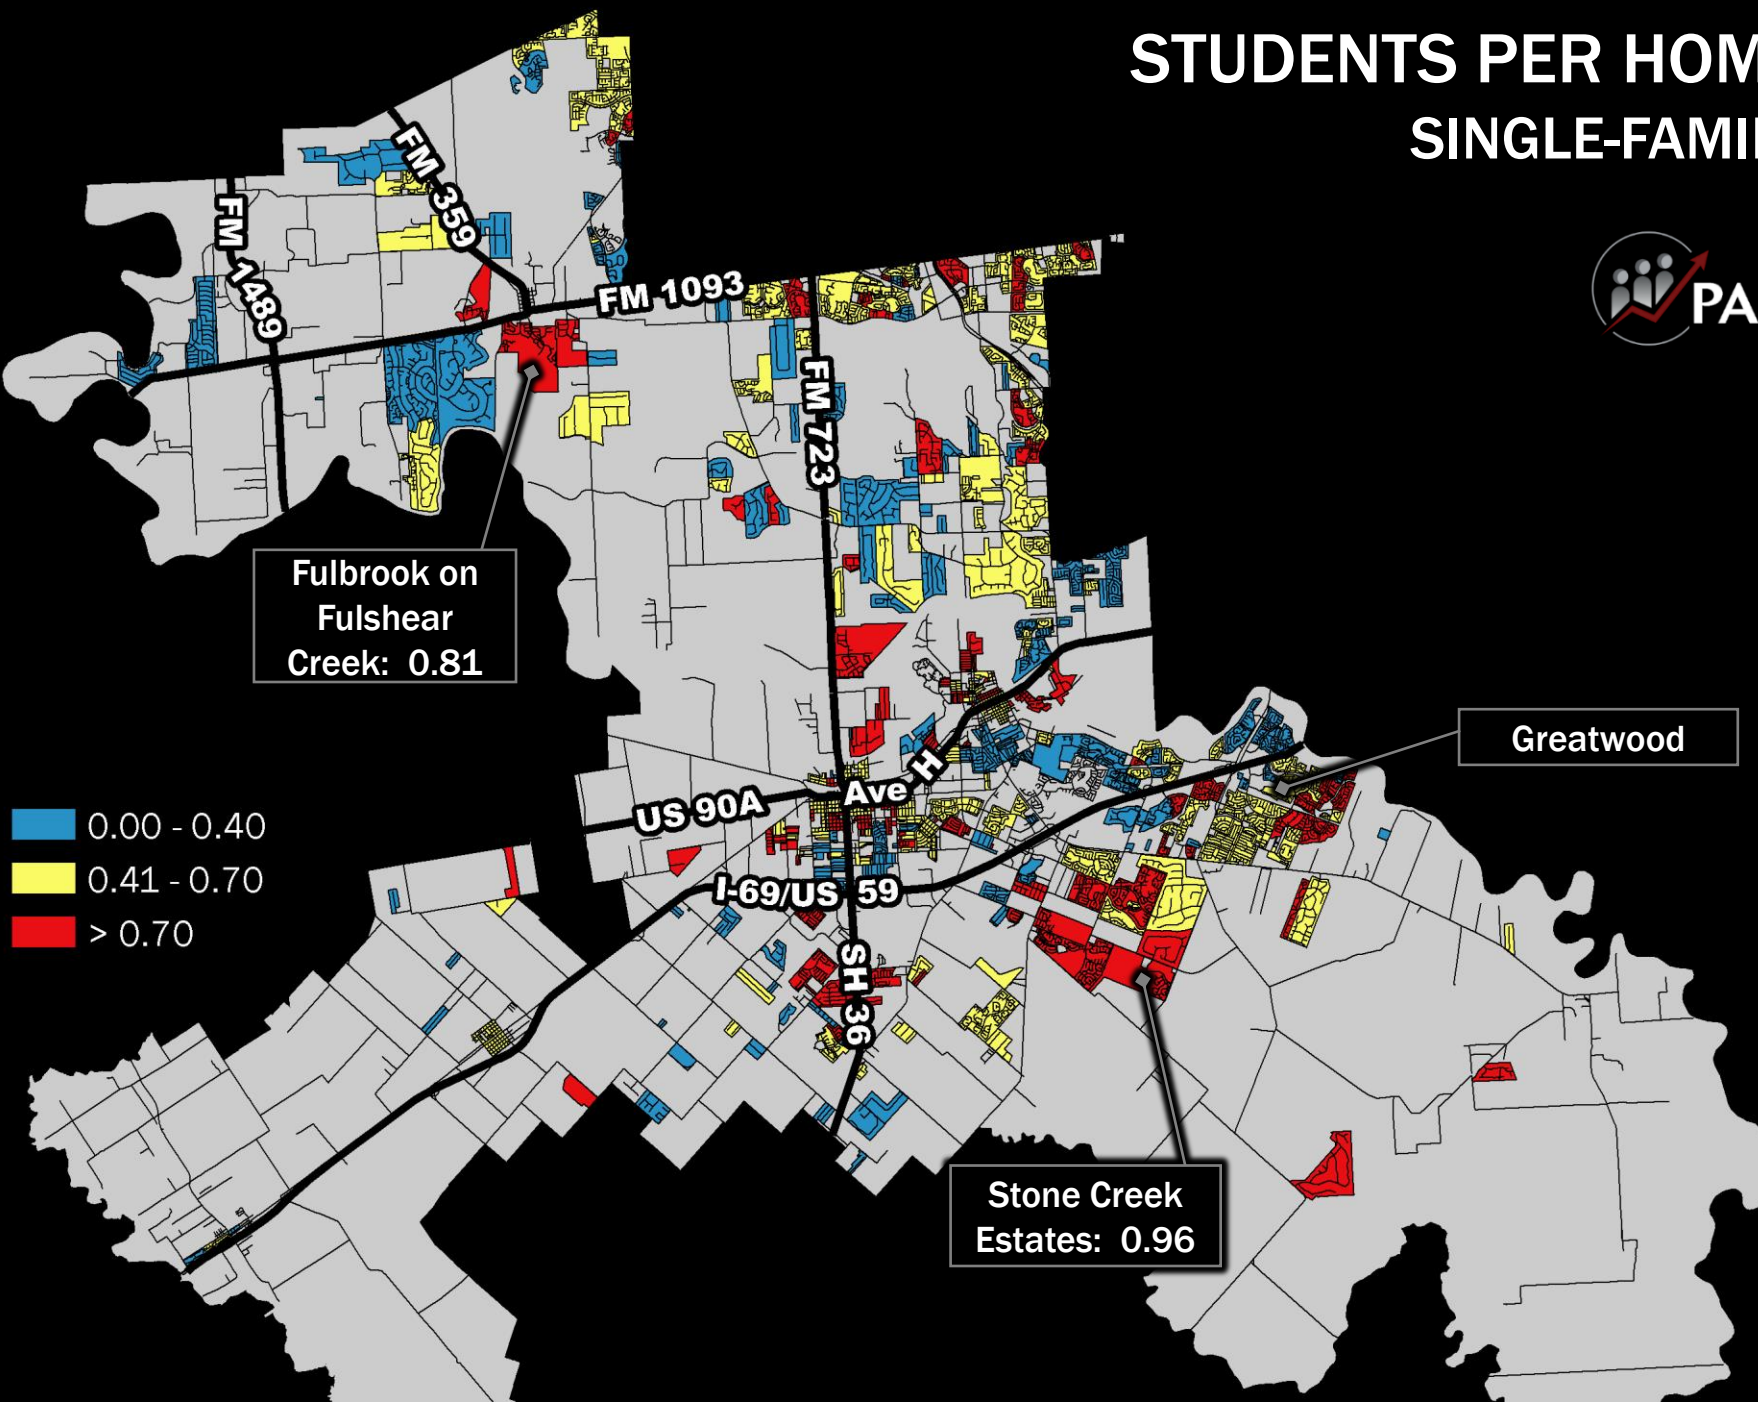 STUDENTS PER HOM
SINGLE-FAMI
PA
FM 359
FM 1489
FM 1093
FM 723
Fulbrook on
Fulshear
Creek: 0.81
Greatwood
US 90A
Ave H
I-69/US 59
SH 36
0.00 - 0.40
0.41 - 0.70
> 0.70
Stone Creek
Estates: 0.96